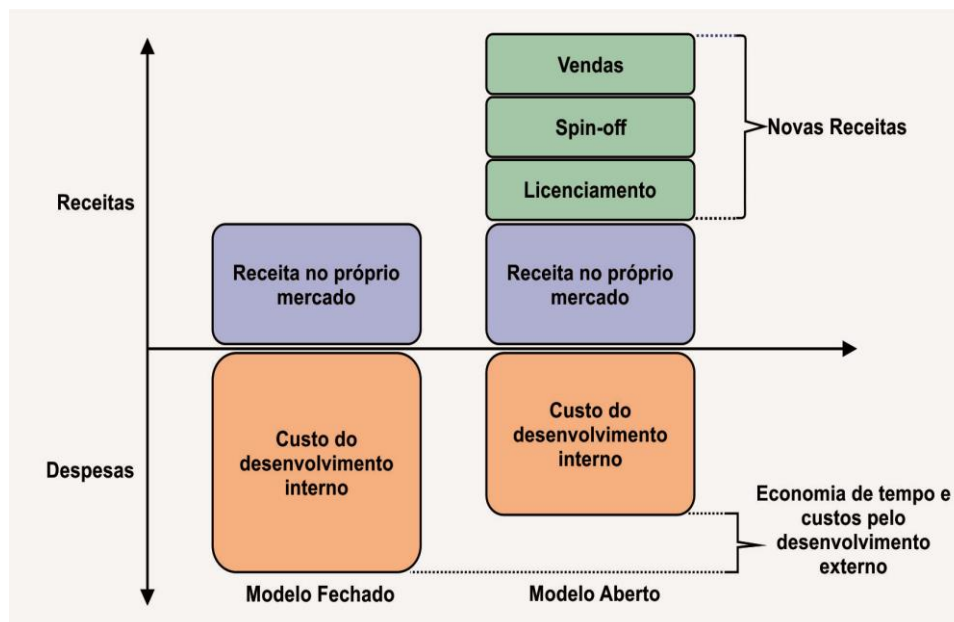 Vendas
Spin-off
Novas Receitas
Licenciamento
Receitas
Receita no próprio
mercado
Receita no próprio
mercado
Custo do
desenvolvimento
interno
Custo do
desenvolvimento
interno
Despesas
Economia de tempo e
custos pelo
desenvolvimento
externo
Modelo Fechado
Modelo Aberto